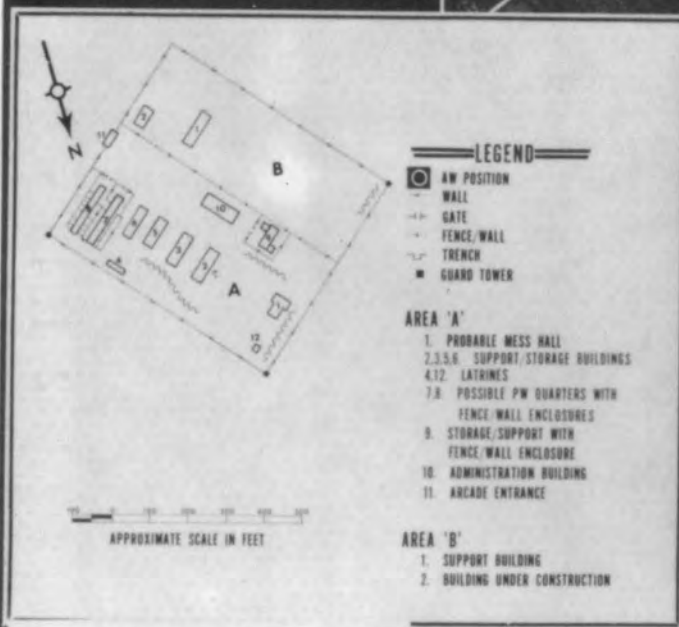 N
B
A
10
12
LEGEND
AW POSITION
WALL
GATE
FENCE/WALL
TRENCH
GUARD TOWER
AREA 'A'
1. PROBABLE MESS HALL
2,3,5,6. SUPPORT/STORAGE BUILDINGS
4,12. LATRINES
7,8. POSSIBLE PW QUARTERS WITH
FENCE/WALL ENCLOSURES
9. STORAGE/SUPPORT WITH
FENCE/WALL ENCLOSURE
10. ADMINISTRATION BUILDING
11. ARCADE ENTRANCE
APPROXIMATE SCALE IN FEET
AREA 'B'
1. SUPPORT BUILDING
2. BUILDING UNDER CONSTRUCTION